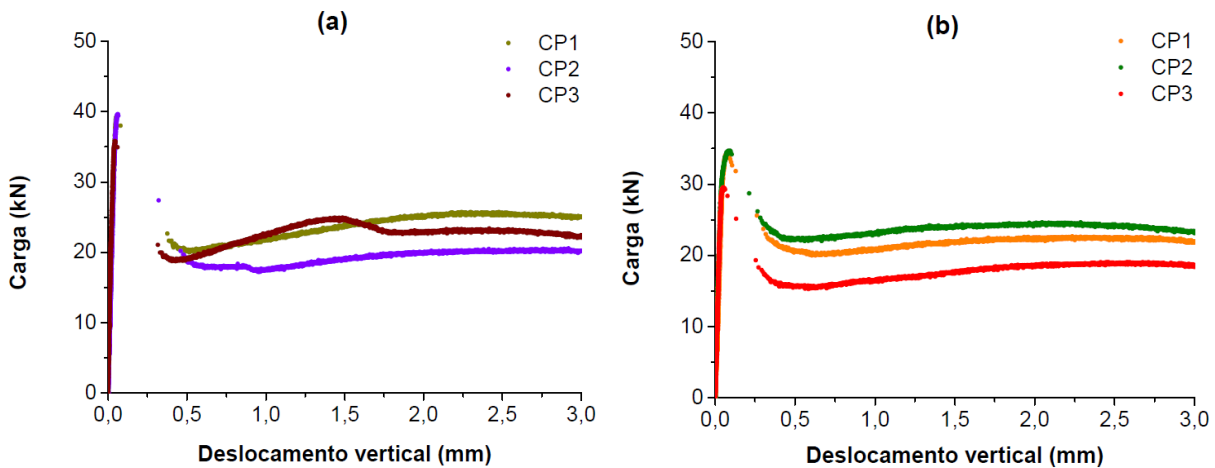 (a)
CP1
CP2
CP3
Carga (kN)
50
40
30
20
10
0
0,0 0,5 1,0 1,5 2,0 2,5 3,0
Deslocamento vertical (mm)
(b)
CP1
CP2
CP3
Carga (kN)
50
40
30
20
10
0
0,0 0,5 1,0 1,5 2,0 2,5 3,0
Deslocamento vertical (mm)